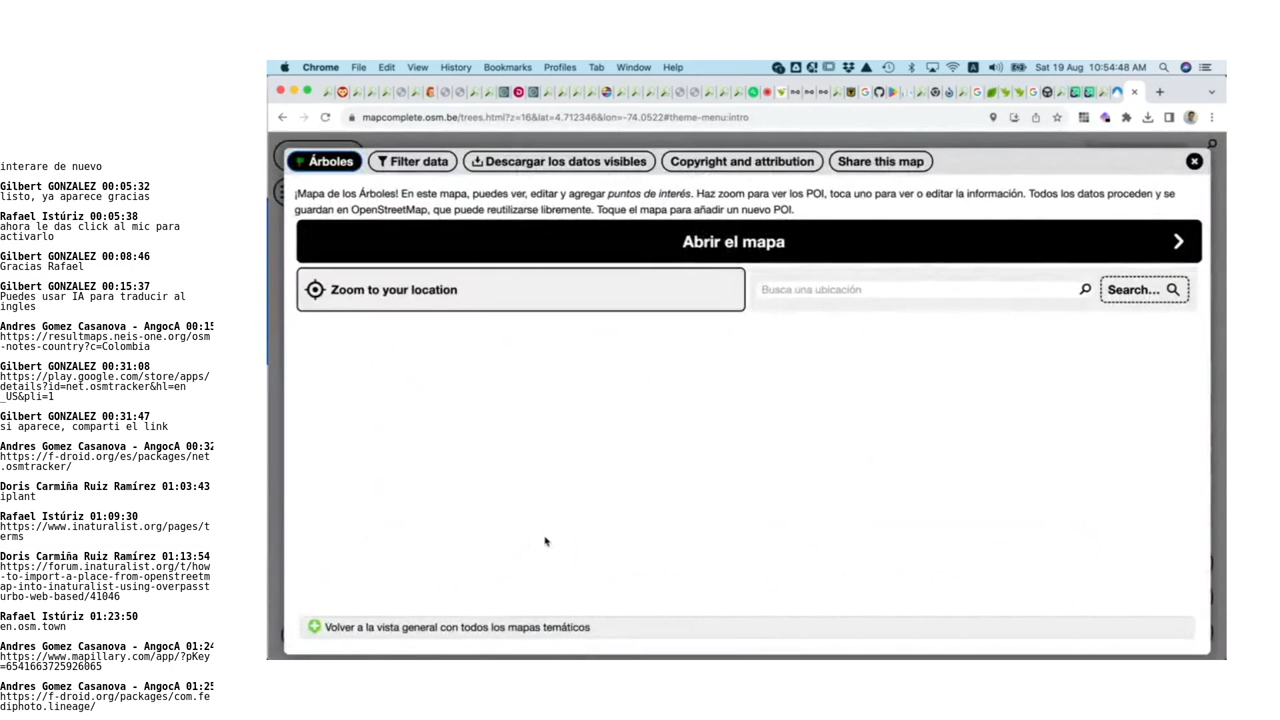 interare de nuevo
Gilbert GONZALEZ 00:05:32
listo, ya aparece gracias
Rafael Istúriz 00:05:38
ahora le das click al mic para
activarlo
Gilbert GONZALEZ 00:08:46
Gracias Rafael
Gilbert GONZALEZ 00:15:37
Puedes usar IA para traducir al
ingles
Andres Gomez Casanova - AngocA 00:15
https://resultmaps.neis-one.org/osm
-notes-country?c=Colombia
Gilbert GONZALEZ 00:31:08
https://play.google.com/store/apps/
details?id=net.osmtracker&hl=en
_US&pli=1
Gilbert GONZALEZ 00:31:47
si aparece, comparti el link
Andres Gomez Casanova - AngocA 00:32
https://f-droid.org/es/packages/net
.osmtracker/
Doris Carmiña Ruiz Ramírez 01:03:43
iplant
Rafael Istúriz 01:09:30
https://www.inaturalist.org/pages/t
erms
Doris Carmiña Ruiz Ramírez 01:13:54
https://forum.inaturalist.org/t/how
-to-import-a-place-from-openstreetm
ap-into-inaturalist-using-overpasst
urbo-web-based/41046
Rafael Istúriz 01:23:50
en.osm.town
Andres Gomez Casanova - AngocA 01:24
https://www.mapillary.com/app/?pKey
=6541663725926065
Andres Gomez Casanova - AngocA 01:25
https://f-droid.org/packages/com.fe
diphoto.lineage/
Chrome File Edit View History Bookmarks Profiles Tab Window Help Sat 19 Aug 10:54:48 AM
mapcomplete.osm.be/trees.html?z=16&lat=4.712346&lon=-74.0522#theme-menu:intro
Árboles Filter data Descargar los datos visibles Copyright and attribution Share this map
¡Mapa de los Árboles! En este mapa, puedes ver, editar y agregar puntos de interés. Haz zoom para ver los POI, toca uno para ver o editar la información. Todos los datos proceden y se
guardan en OpenStreetMap, que puede reutilizarse libremente. Toque el mapa para añadir un nuevo POI.
Abrir el mapa
Zoom to your location Busca una ubicación Search...
Volver a la vista general con todos los mapas temáticos